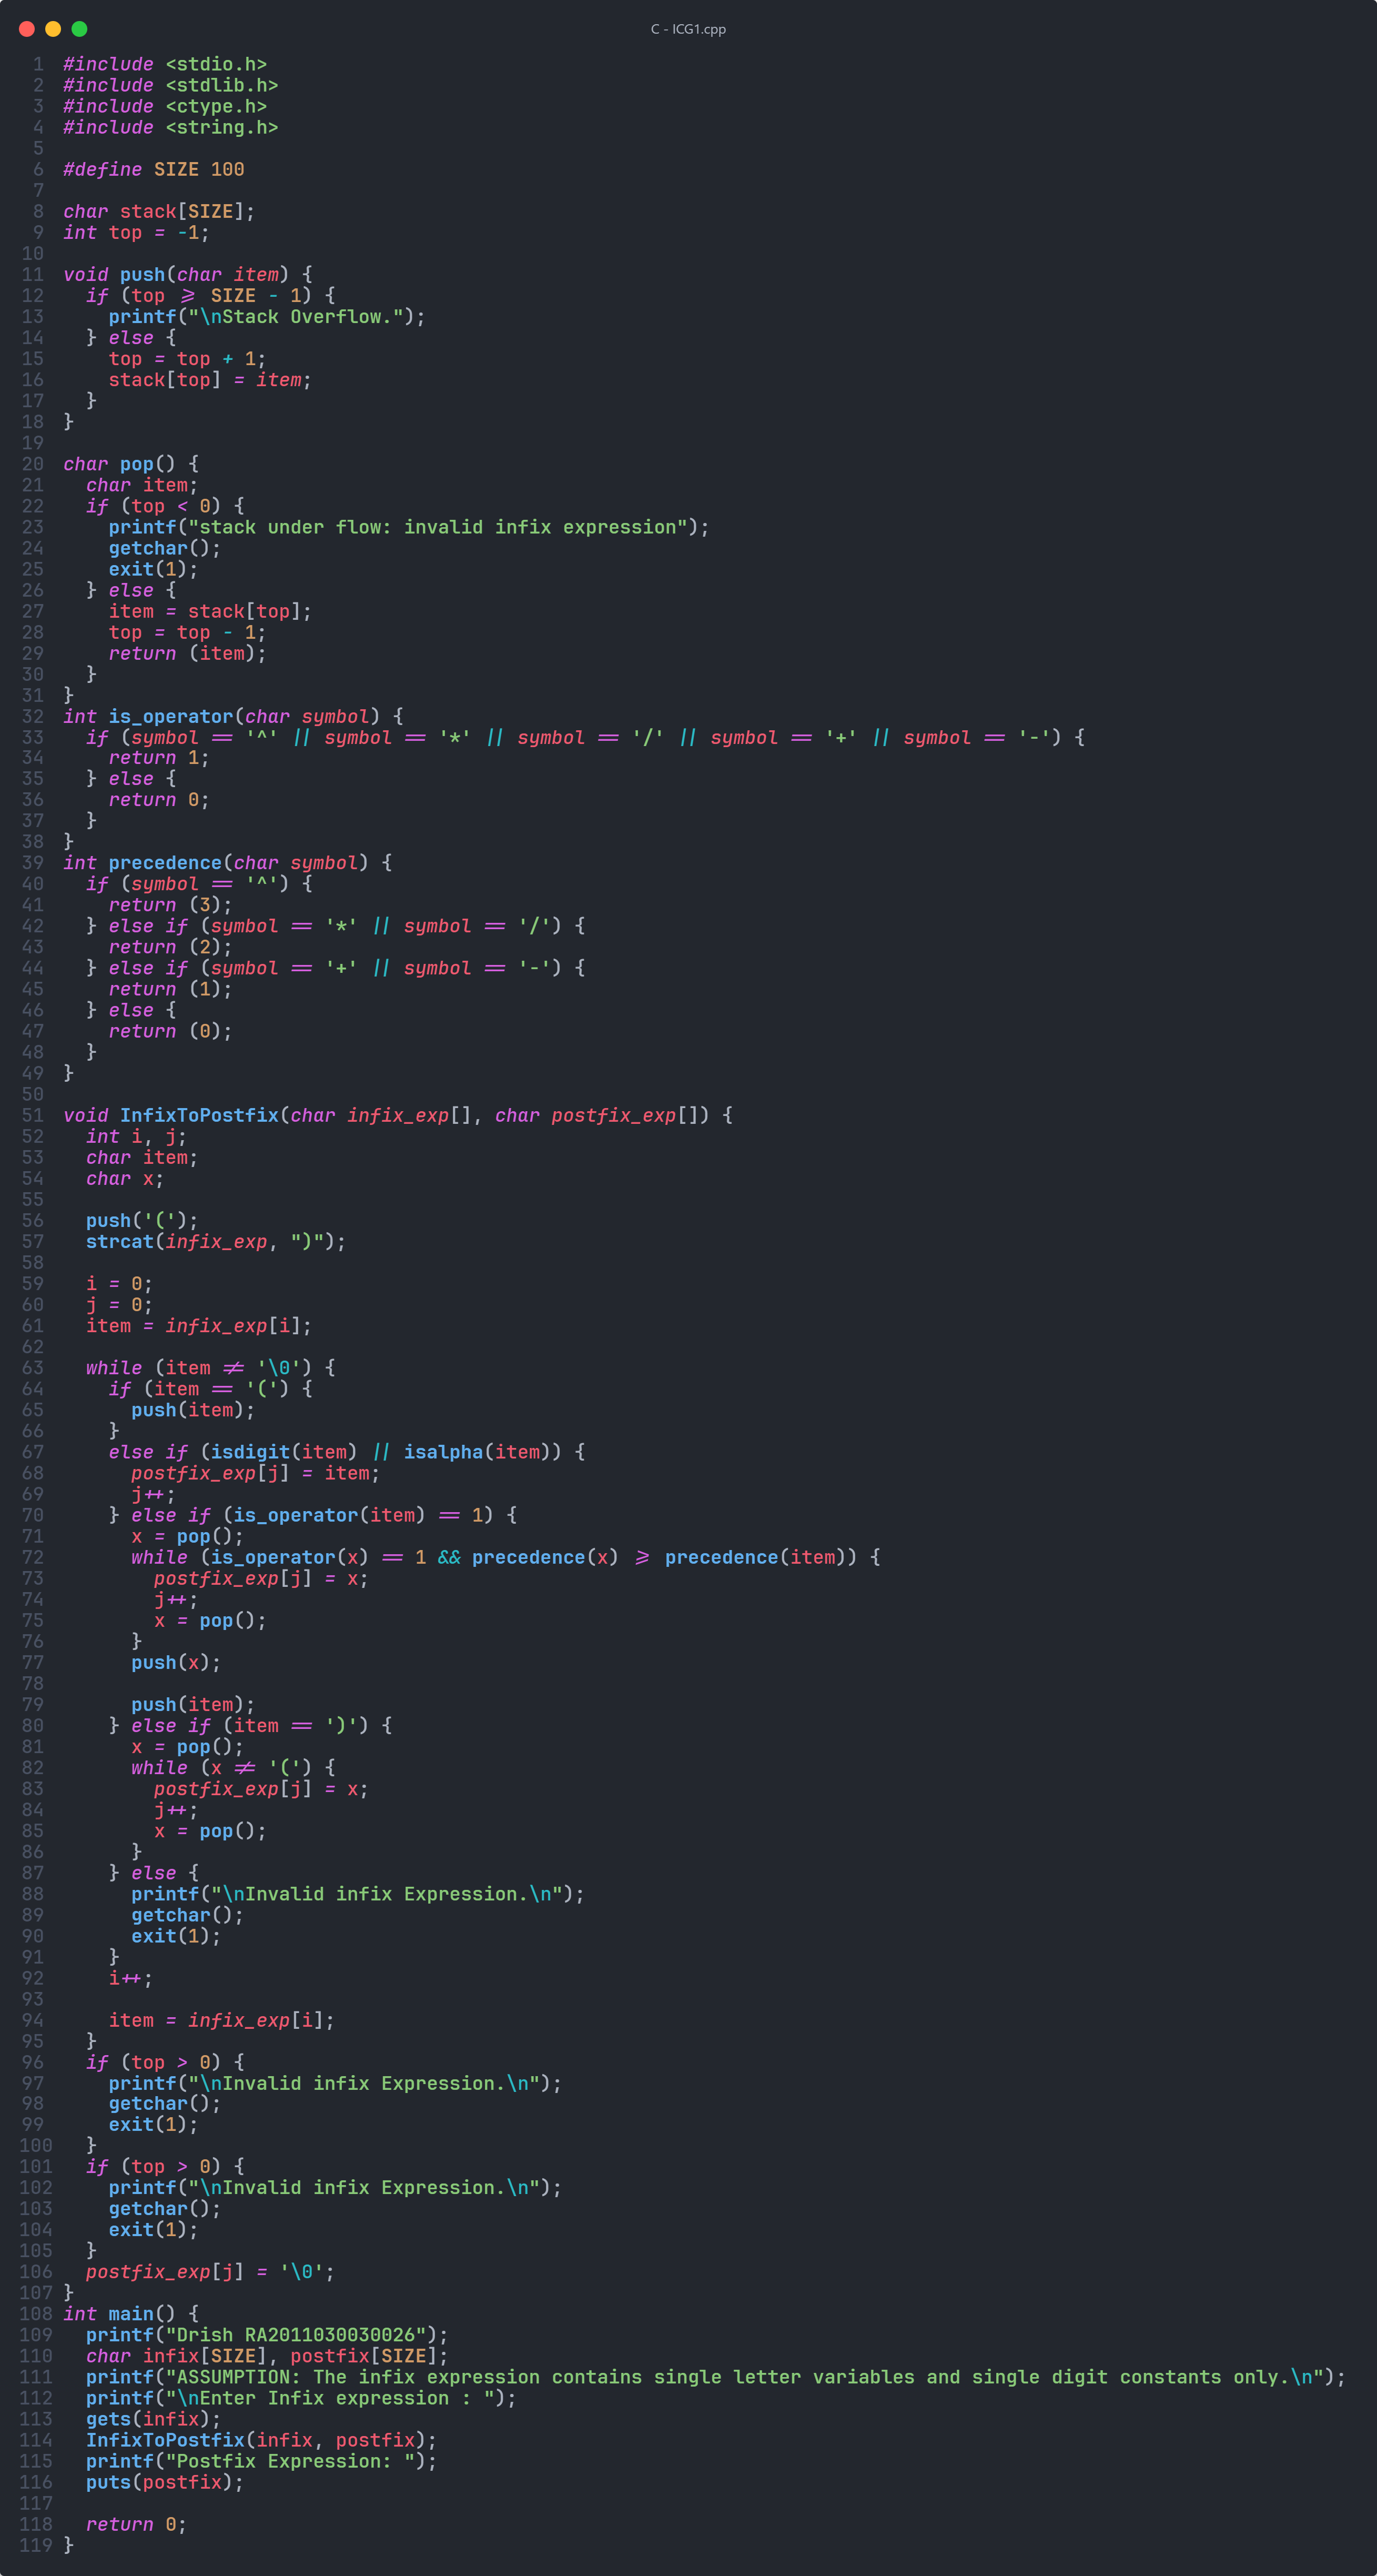 C - ICG1.cpp
1 #include <stdio.h>
2 #include <stdlib.h>
3 #include <ctype.h>
4 #include <string.h>
5
6 #define SIZE 100
7
8 char stack[SIZE];
9 int top = -1;
10
11 void push(char item) {
12   if (top >= SIZE - 1) {
13     printf("\nStack Overflow.");
14   } else {
15     top = top + 1;
16     stack[top] = item;
17   }
18 }
19
20 char pop() {
21   char item;
22   if (top < 0) {
23     printf("stack under flow: invalid infix expression");
24     getchar();
25     exit(1);
26   } else {
27     item = stack[top];
28     top = top - 1;
29     return (item);
30   }
31 }
32 int is_operator(char symbol) {
33   if (symbol == '^' || symbol == '*' || symbol == '/' || symbol == '+' || symbol == '-') {
34     return 1;
35   } else {
36     return 0;
37   }
38 }
39 int precedence(char symbol) {
40   if (symbol == '^') {
41     return (3);
42   } else if (symbol == '*' || symbol == '/') {
43     return (2);
44   } else if (symbol == '+' || symbol == '-') {
45     return (1);
46   } else {
47     return (0);
48   }
49 }
50
51 void InfixToPostfix(char infix_exp[], char postfix_exp[]) {
52   int i, j;
53   char item;
54   char x;
55
56   push('(');
57   strcat(infix_exp, ")");
58
59   i = 0;
60   j = 0;
61   item = infix_exp[i];
62
63   while (item != '\0') {
64     if (item == '(') {
65       push(item);
66     }
67     else if (isdigit(item) || isalpha(item)) {
68       postfix_exp[j] = item;
69       j++;
70     } else if (is_operator(item) == 1) {
71       x = pop();
72       while (is_operator(x) == 1 && precedence(x) >= precedence(item)) {
73         postfix_exp[j] = x;
74         j++;
75         x = pop();
76       }
77       push(x);
78
79       push(item);
80     } else if (item == ')') {
81       x = pop();
82       while (x != '(') {
83         postfix_exp[j] = x;
84         j++;
85         x = pop();
86       }
87     } else {
88       printf("\nInvalid infix Expression.\n");
89       getchar();
90       exit(1);
91     }
92     i++;
93
94     item = infix_exp[i];
95   }
96   if (top > 0) {
97     printf("\nInvalid infix Expression.\n");
98     getchar();
99     exit(1);
100   }
101   if (top > 0) {
102     printf("\nInvalid infix Expression.\n");
103     getchar();
104     exit(1);
105   }
106   postfix_exp[j] = '\0';
107 }
108 int main() {
109   printf("Drish RA2011030030026");
110   char infix[SIZE], postfix[SIZE];
111   printf("ASSUMPTION: The infix expression contains single letter variables and single digit constants only.\n");
112   printf("\nEnter Infix expression : ");
113   gets(infix);
114   InfixToPostfix(infix, postfix);
115   printf("Postfix Expression: ");
116   puts(postfix);
117
118   return 0;
119 }